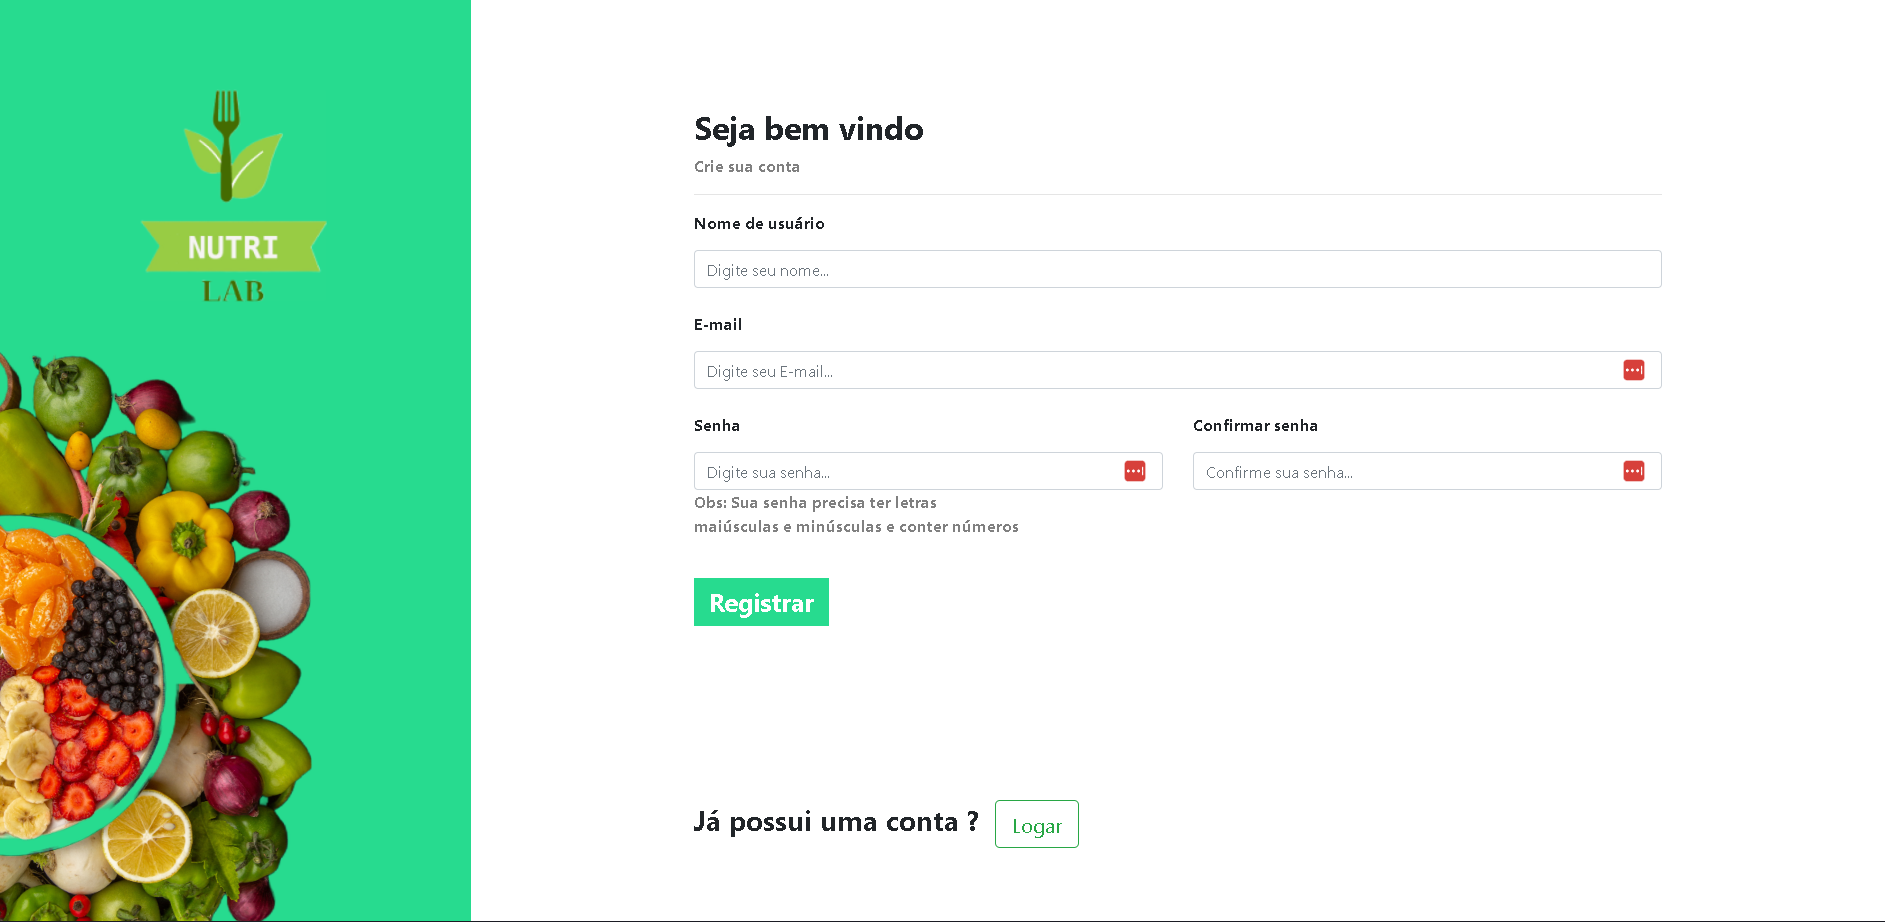 NUTRI
LAB
Seja bem vindo
Crie sua conta
Nome de usuário
Digite seu nome...
E-mail
Digite seu E-mail...
Senha
Digite sua senha...
Obs: Sua senha precisa ter letras
maiúsculas e minúsculas e conter números
Confirmar senha
Confirme sua senha...
Registrar
Já possui uma conta ? Logar